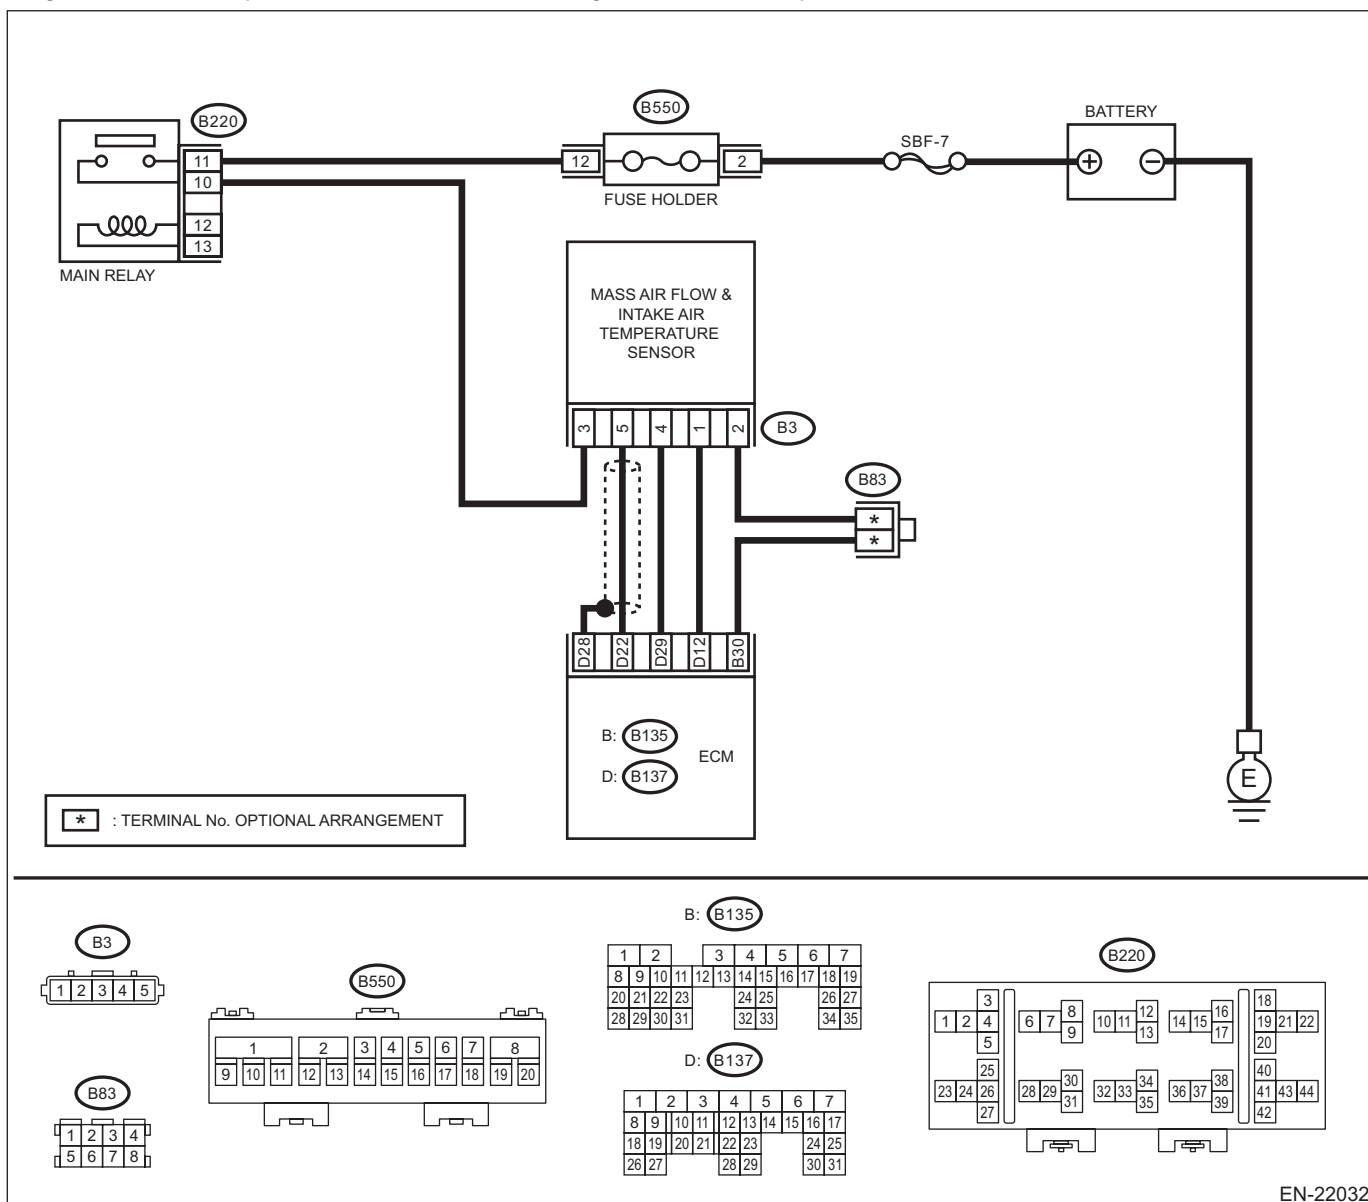 B220
B550
BATTERY
SBF-7
11
10
12
13
12
2
+
−
FUSE HOLDER
MAIN RELAY
MASS AIR FLOW &
INTAKE AIR
TEMPERATURE
SENSOR
3 5 4 1 2
B3
B83
*
*
D28 D22 D29 D12 B30
B: B135
ECM
D: B137
E
* : TERMINAL No. OPTIONAL ARRANGEMENT
B3
1 2 3 4 5
B83
1 2 3 4
5 6 7 8
B550
1 2 3 4 5 6 7 8
9 10 11 12 13 14 15 16 17 18 19 20
B: B135
1 2 3 4 5 6 7
8 9 10 11 12 13 14 15 16 17 18 19
20 21 22 23 24 25 26 27
28 29 30 31 32 33 34 35
D: B137
1 2 3 4 5 6 7
8 9 10 11 12 13 14 15 16 17
18 19 20 21 22 23 24 25
26 27 28 29 30 31
B220
3 8 12 16 18
1 2 4 6 7 10 11 14 15 19 21 22
5 9 13 17 20
25 30 34 38 40
23 24 26 28 29 32 33 36 37 41 43 44
27 31 35 39 42
EN-22032